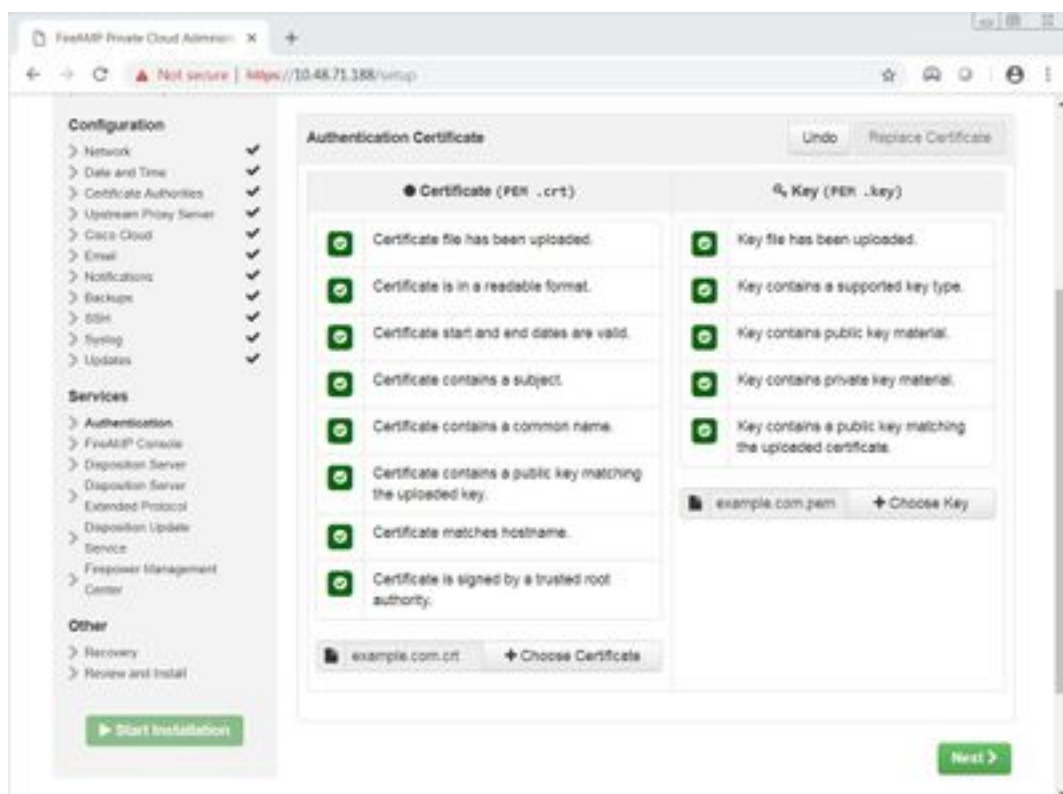 FireAMP Private Cloud Adminis
Not secure | https://10.48.71.188/setup
Configuration
Network
Date and Time
Certificate Authorities
Upstream Proxy Server
Cisco Cloud
Email
Notifications
Backups
SSH
Syslog
Updates
Services
Authentication
FireAMP Console
Disposition Server
Disposition Server
Extended Protocol
Disposition Update
Service
Firepower Management
Center
Other
Recovery
Review and Install
Start Installation
Authentication Certificate
Undo
Replace Certificate
Certificate (PEM .crt)
Certificate file has been uploaded.
Certificate is in a readable format.
Certificate start and end dates are valid.
Certificate contains a subject.
Certificate contains a common name.
Certificate contains a public key matching
the uploaded key.
Certificate matches hostname.
Certificate is signed by a trusted root
authority.
example.com.crt
+ Choose Certificate
Key (PEM .key)
Key file has been uploaded.
Key contains a supported key type.
Key contains public key material.
Key contains private key material.
Key contains a public key matching
the uploaded certificate.
example.com.pem
+ Choose Key
Next